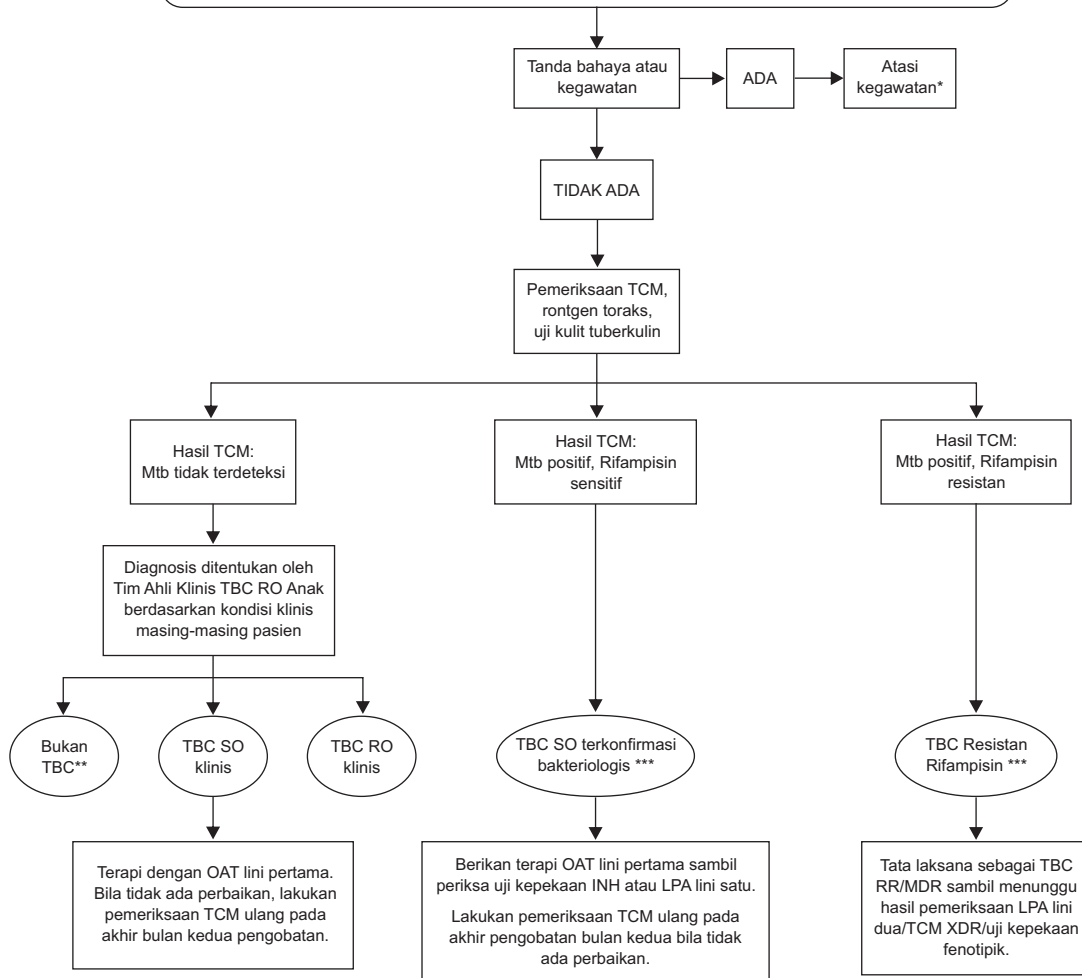 Tanda bahaya atau
kegawatan
ADA
Atasi
kegawatan*
TIDAK ADA
Pemeriksaan TCM,
rontgen toraks,
uji kulit tuberkulin
Hasil TCM:
Mtb tidak terdeteksi
Hasil TCM:
Mtb positif, Rifampisin
sensitif
Hasil TCM:
Mtb positif, Rifampisin
resistan
Diagnosis ditentukan oleh
Tim Ahli Klinis TBC RO Anak
berdasarkan kondisi klinis
masing-masing pasien
Bukan
TBC**
TBC SO
klinis
TBC RO
klinis
TBC SO terkonfirmasi
bakteriologis ***
TBC Resistan
Rifampisin ***
Terapi dengan OAT lini pertama.
Bila tidak ada perbaikan, lakukan
pemeriksaan TCM ulang pada
akhir bulan kedua pengobatan.
Berikan terapi OAT lini pertama sambil
periksa uji kepekaan INH atau LPA lini satu.
Lakukan pemeriksaan TCM ulang pada
akhir pengobatan bulan kedua bila tidak
ada perbaikan.
Tata laksana sebagai TBC
RR/MDR sambil menunggu
hasil pemeriksaan LPA lini
dua/TCM XDR/uji kepekaan
fenotipik.